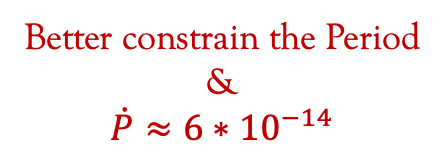 Better constrain the Period
&
Ṗ ≈ 6 * 10⁻¹⁴